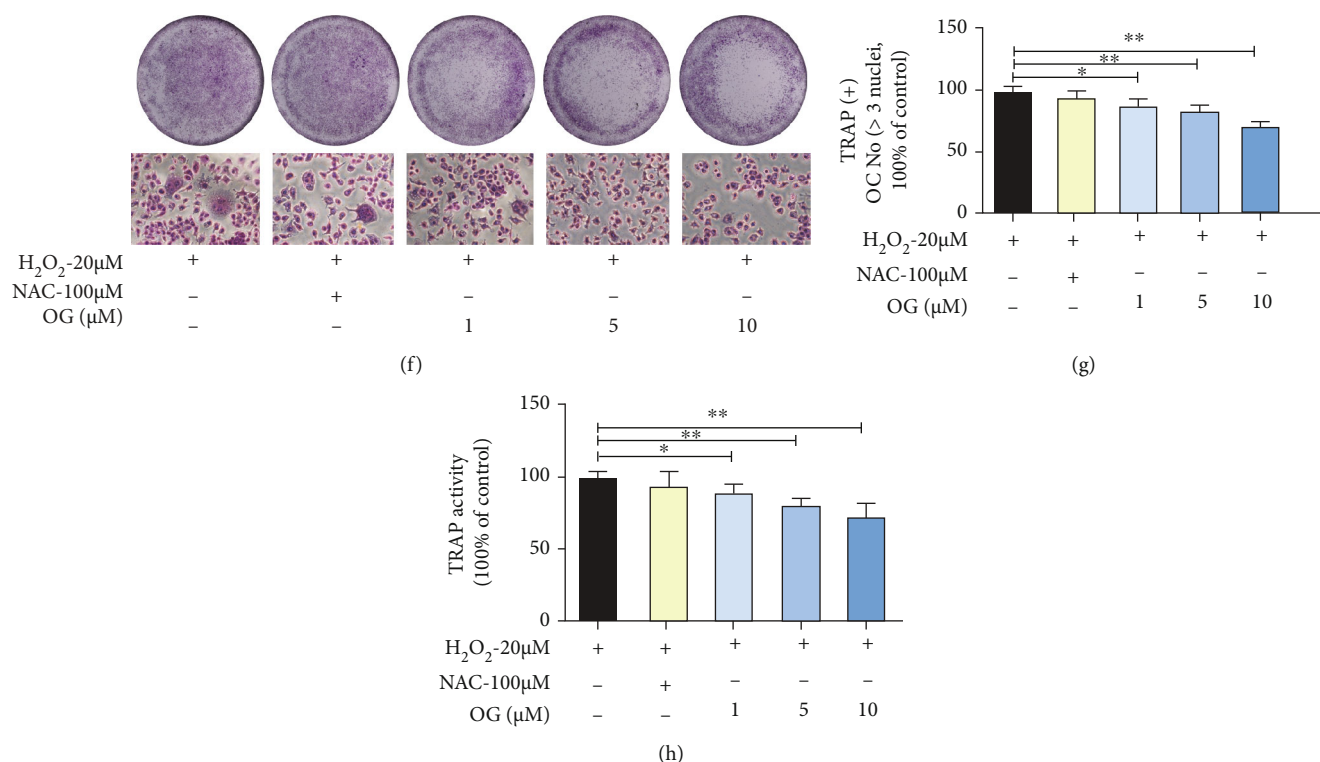 H₂O₂-20μM + + + + +
NAC-100μM – + – – –
OG (μM) – – 1 5 10
(f)
TRAP (+)
OC No (> 3 nuclei,
100% of control)
150
100
50
0
**
**
*
H₂O₂-20μM + + + + +
NAC-100μM – + – – –
OG (μM) – – 1 5 10
(g)
TRAP activity
(100% of control)
150
100
50
0
**
**
*
H₂O₂-20μM + + + + +
NAC-100μM – + – – –
OG (μM) – – 1 5 10
(h)